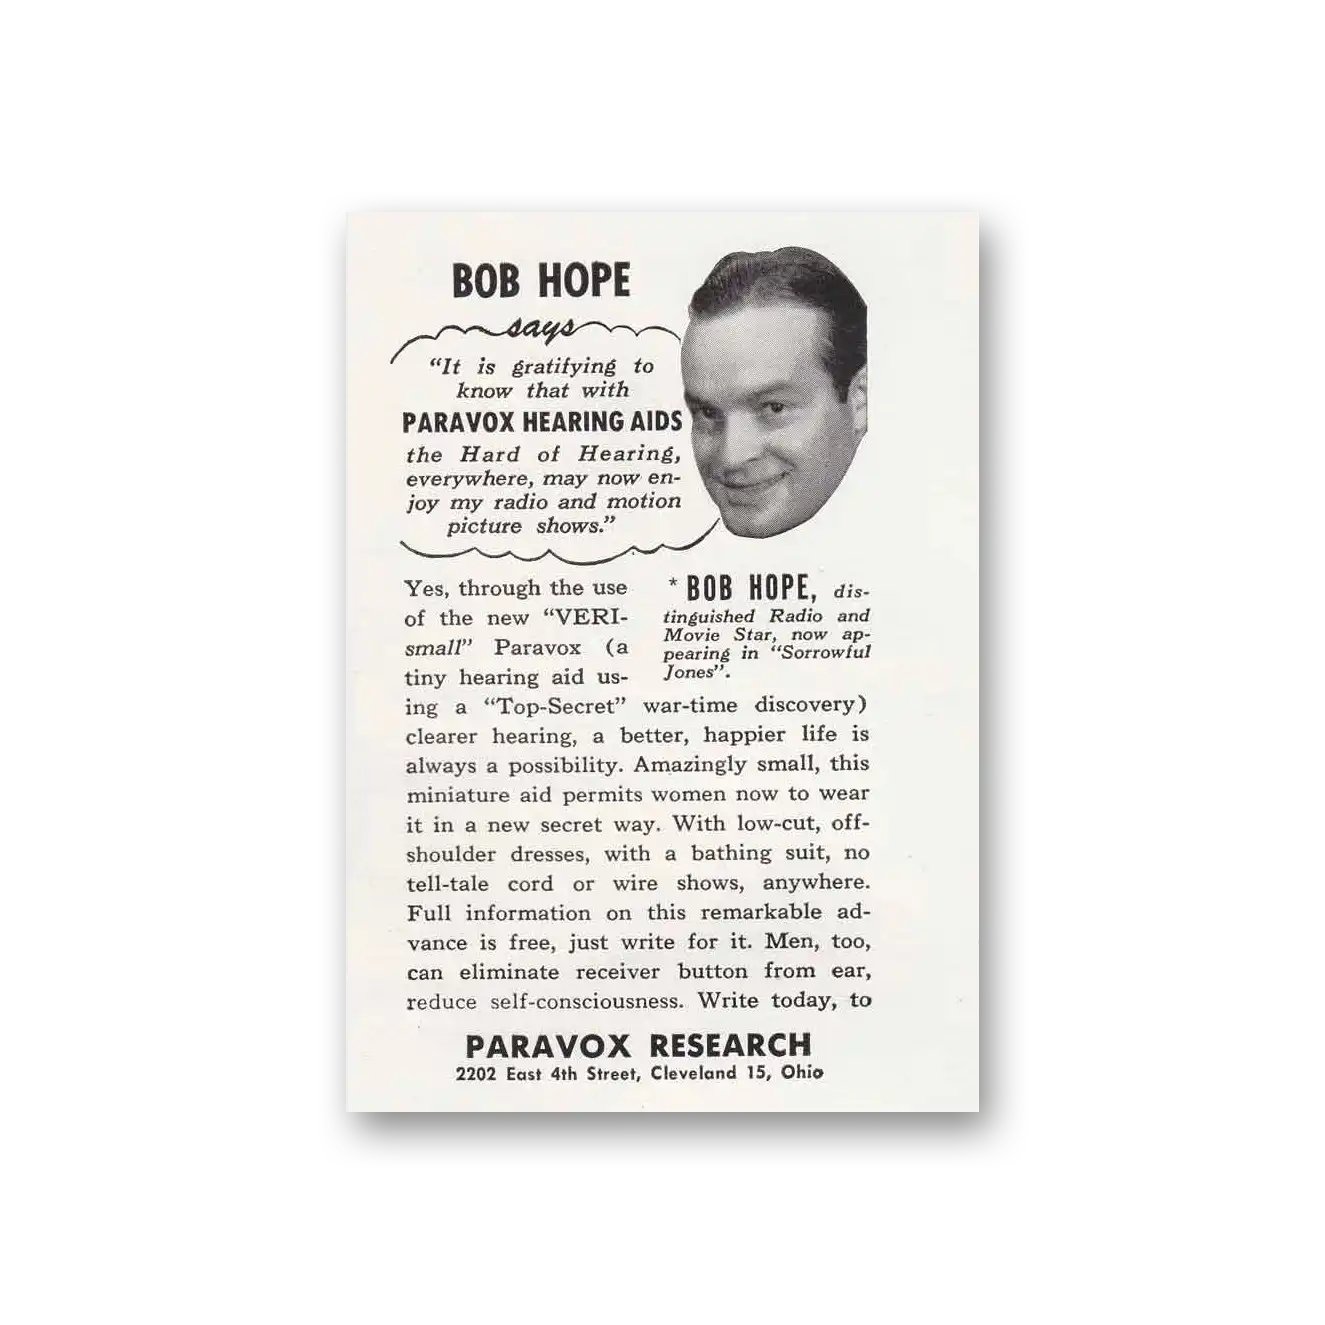 BOB HOPE
says
"It is gratifying to
know that with
PARAVOX HEARING AIDS
the Hard of Hearing,
everywhere, may now en-
joy my radio and motion
picture shows."
Yes, through the use
of the new "VERI-
small" Paravox (a
tiny hearing aid us-
* BOB HOPE, dis-
tinguished Radio and
Movie Star, now ap-
pearing in "Sorrowful
Jones".
ing a "Top-Secret" war-time discovery)
clearer hearing, a better, happier life is
always a possibility. Amazingly small, this
miniature aid permits women now to wear
it in a new secret way. With low-cut, off-
shoulder dresses, with a bathing suit, no
tell-tale cord or wire shows, anywhere.
Full information on this remarkable ad-
vance is free, just write for it. Men, too,
can eliminate receiver button from ear,
reduce self-consciousness. Write today, to
PARAVOX RESEARCH
2202 East 4th Street, Cleveland 15, Ohio